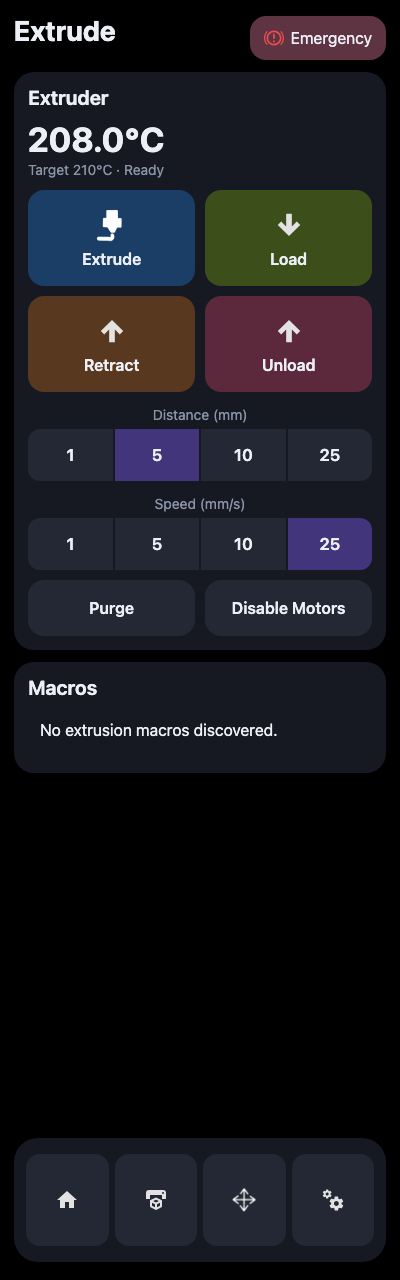 Extrude
Emergency
Extruder
208.0°C
Target 210°C · Ready
Extrude
Load
Retract
Unload
Distance (mm)
1 5 10 25
Speed (mm/s)
1 5 10 25
Purge
Disable Motors
Macros
No extrusion macros discovered.